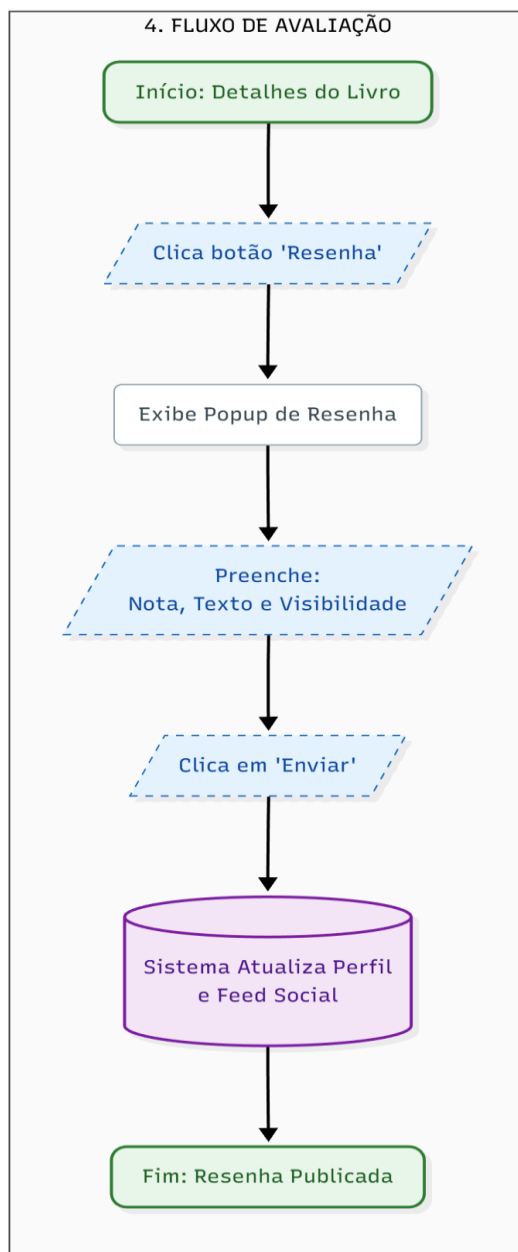 4. FLUXO DE AVALIAÇÃO
Início: Detalhes do Livro
Clica botão 'Resenha'
Exibe Popup de Resenha
Preenche:
Nota, Texto e Visibilidade
Clica em 'Enviar'
Sistema Atualiza Perfil
e Feed Social
Fim: Resenha Publicada